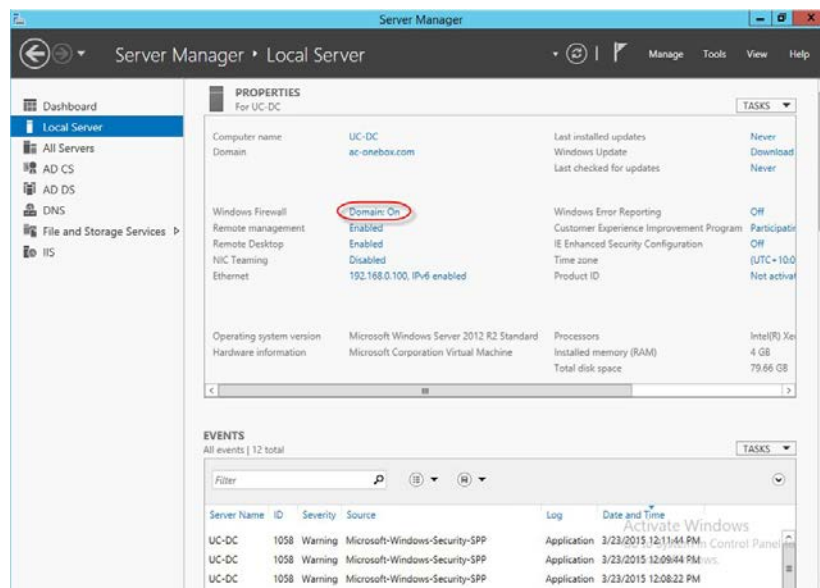 Server Manager
Server Manager • Local Server
Manage Tools View Help
Dashboard
Local Server
All Servers
AD CS
AD DS
DNS
File and Storage Services
IIS
PROPERTIES
For UC-DC
TASKS
Computer name UC-DC Last installed updates Never
Domain ac-onebox.com Windows Update Download
Last checked for updates Never
Windows Firewall Domain: On Windows Error Reporting Off
Remote management Enabled Customer Experience Improvement Program Participatin
Remote Desktop Enabled IE Enhanced Security Configuration Off
NIC Teaming Disabled Time zone (UTC+10:0
Ethernet 192.168.0.100, IPv6 enabled Product ID Not activat
Operating system version Microsoft Windows Server 2012 R2 Standard Processors Intel(R) Xe
Hardware information Microsoft Corporation Virtual Machine Installed memory (RAM) 4 GB
Total disk space 79.66 GB
EVENTS
All events | 12 total
TASKS
Filter
Server Name ID Severity Source Log Date and Time
Activate Windows
UC-DC 1058 Warning Microsoft-Windows-Security-SPP Application 3/23/2015 12:11:44 PM
in Control Panel
UC-DC 1058 Warning Microsoft-Windows-Security-SPP Application 3/23/2015 12:09:44 PM
UC-DC 1058 Warning Microsoft-Windows-Security-SPP Application 3/23/2015 12:08:22 PM